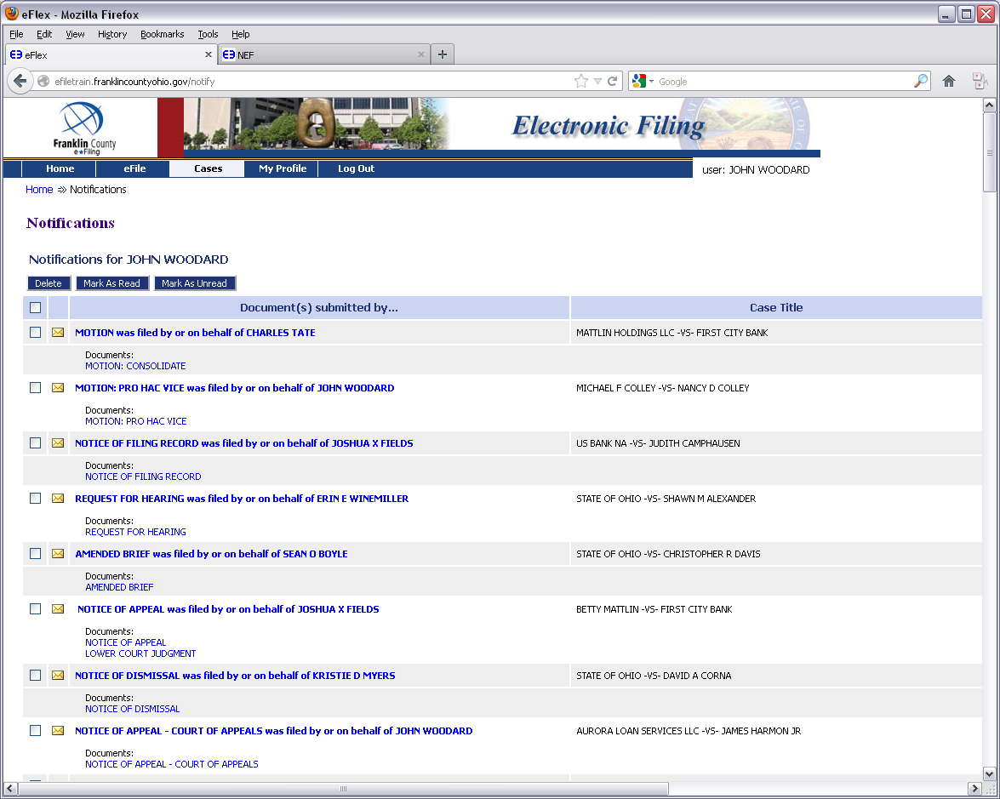 eFlex - Mozilla Firefox
File Edit View History Bookmarks Tools Help
eFlex
NEF
efiletrain.franklincountyohio.gov/notify
Google
Franklin County
e★Filing
Electronic Filing
Home eFile Cases My Profile Log Out
user: JOHN WOODARD
Home ⇒ Notifications
Notifications
Notifications for JOHN WOODARD
Delete Mark As Read Mark As Unread
Document(s) submitted by... Case Title
MOTION was filed by or on behalf of CHARLES TATE MATTLIN HOLDINGS LLC -VS- FIRST CITY BANK
Documents:
MOTION: CONSOLIDATE
MOTION: PRO HAC VICE was filed by or on behalf of JOHN WOODARD MICHAEL F COLLEY -VS- NANCY D COLLEY
Documents:
MOTION: PRO HAC VICE
NOTICE OF FILING RECORD was filed by or on behalf of JOSHUA X FIELDS US BANK NA -VS- JUDITH CAMPHAUSEN
Documents:
NOTICE OF FILING RECORD
REQUEST FOR HEARING was filed by or on behalf of ERIN E WINEMILLER STATE OF OHIO -VS- SHAWN M ALEXANDER
Documents:
REQUEST FOR HEARING
AMENDED BRIEF was filed by or on behalf of SEAN O BOYLE STATE OF OHIO -VS- CHRISTOPHER R DAVIS
Documents:
AMENDED BRIEF
NOTICE OF APPEAL was filed by or on behalf of JOSHUA X FIELDS BETTY MATTLIN -VS- FIRST CITY BANK
Documents:
NOTICE OF APPEAL
LOWER COURT JUDGMENT
NOTICE OF DISMISSAL was filed by or on behalf of KRISTIE D MYERS STATE OF OHIO -VS- DAVID A CORNA
Documents:
NOTICE OF DISMISSAL
NOTICE OF APPEAL - COURT OF APPEALS was filed by or on behalf of JOHN WOODARD AURORA LOAN SERVICES LLC -VS- JAMES HARMON JR
Documents:
NOTICE OF APPEAL - COURT OF APPEALS